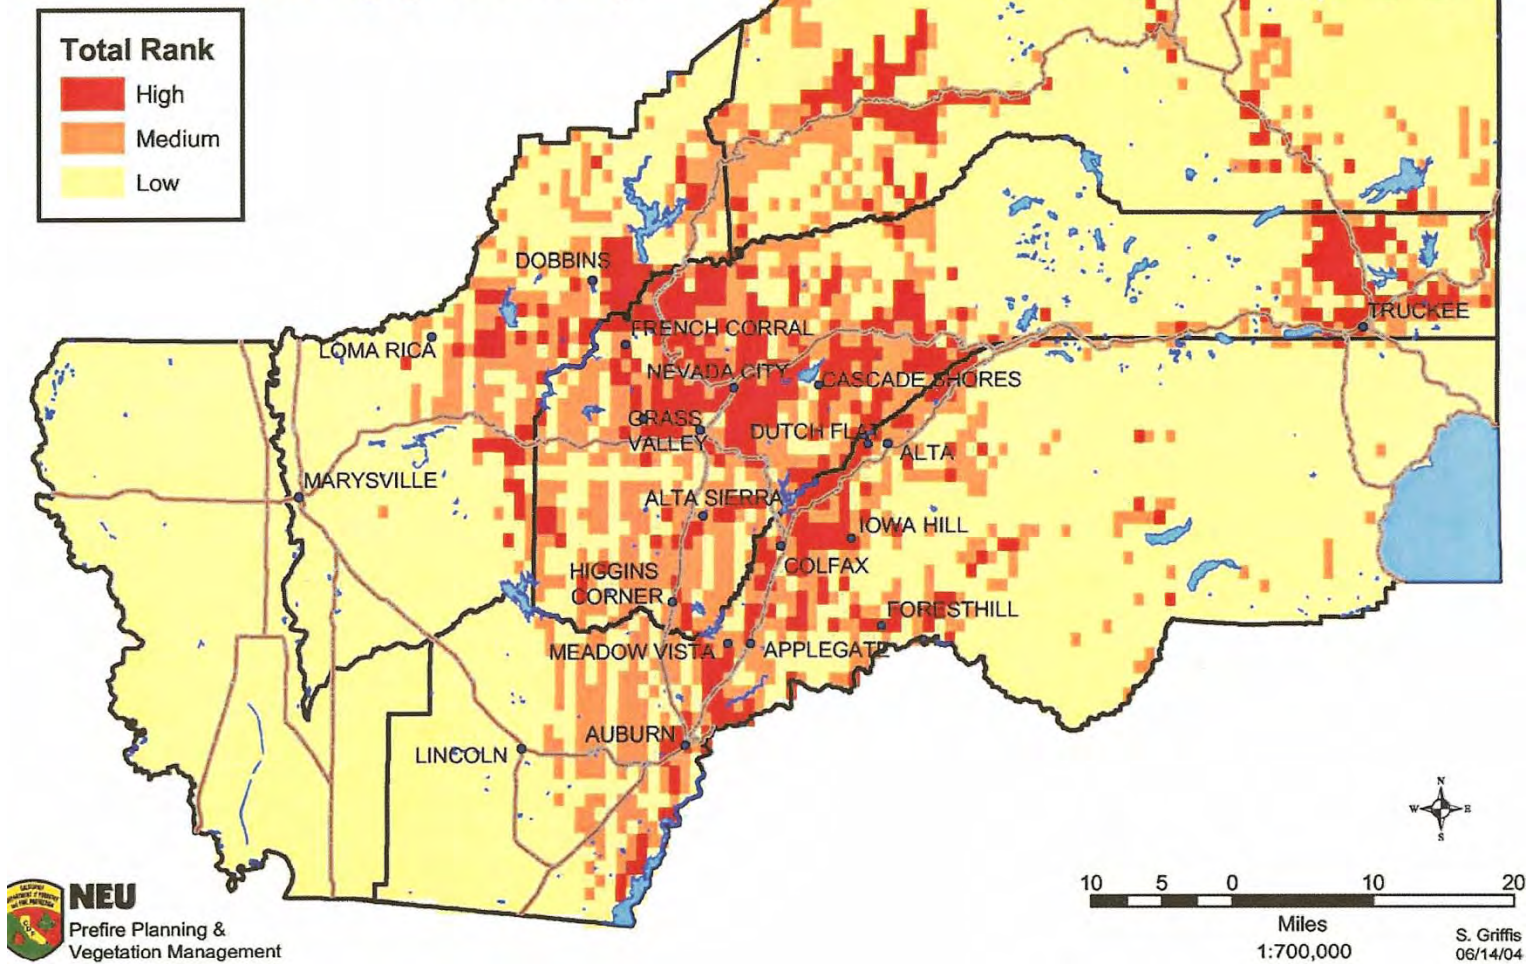 Total Rank
High
Medium
Low
DOBBINS
FRENCH CORRAL
TRUCKEE
LOMA RICA
NEVADA CITY
CASCADE SHORES
GRASS
VALLEY
DUTCH FLAT
ALTA
MARYSVILLE
ALTA SIERRA
IOWA HILL
COLFAX
HIGGINS
CORNER
FORESTHILL
MEADOW VISTA
APPLEGATE
AUBURN
LINCOLN
N
W
E
S
10 5 0 10 20
Miles
1:700,000
S. Griffis
06/14/04
NEU
Prefire Planning &
Vegetation Management